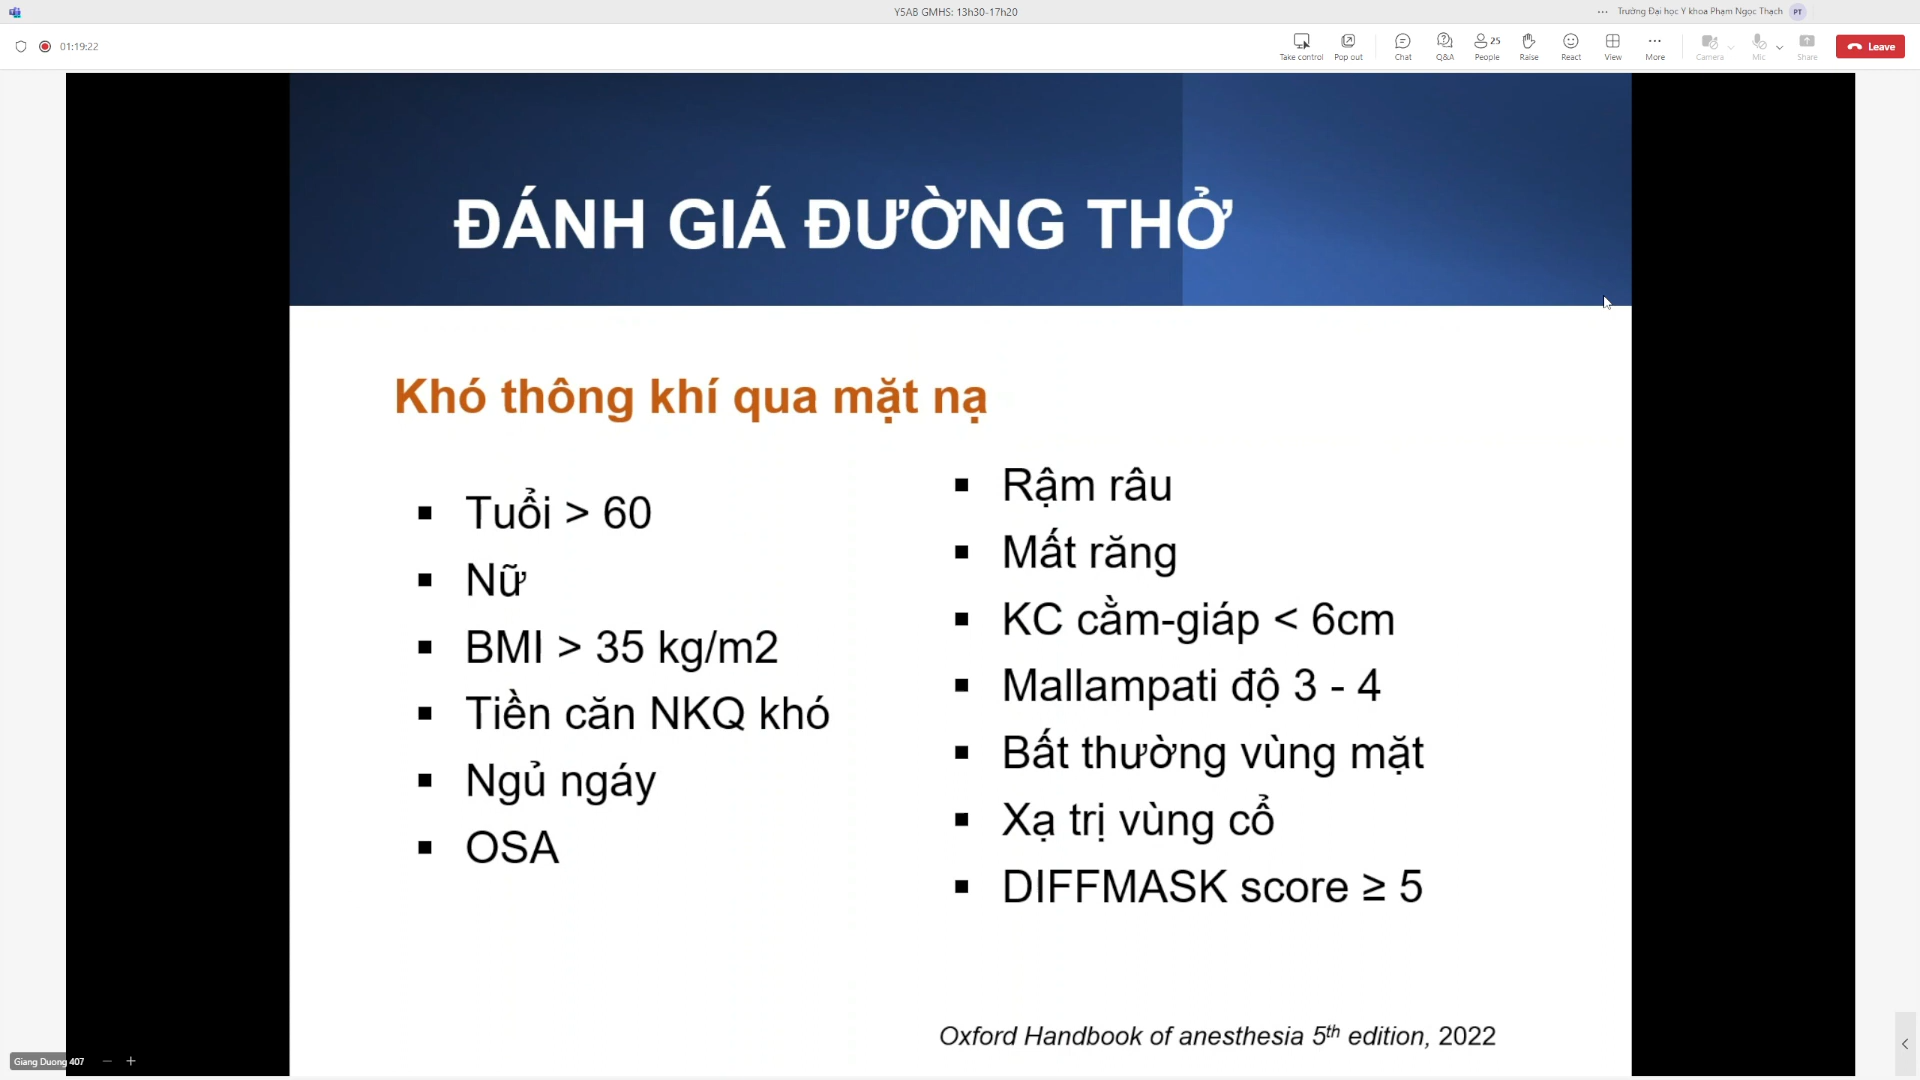 Y5AB GMHS: 13h30-17h20
Trường Đại học Y khoa Phạm Ngọc Thạch
PT
01:19:22
Take control
Pop out
Chat
Q&A
25
People
Raise
React
View
More
Camera
Mic
Share
Leave
ĐÁNH GIÁ ĐƯỜNG THỞ
Khó thông khí qua mặt nạ
▪ Tuổi > 60
▪ Nữ
▪ BMI > 35 kg/m2
▪ Tiền căn NKQ khó
▪ Ngủ ngáy
▪ OSA
▪ Rậm râu
▪ Mất răng
▪ KC cằm-giáp < 6cm
▪ Mallampati độ 3 - 4
▪ Bất thường vùng mặt
▪ Xạ trị vùng cổ
▪ DIFFMASK score ≥ 5
Oxford Handbook of anesthesia 5th edition, 2022
Giang Duong 407